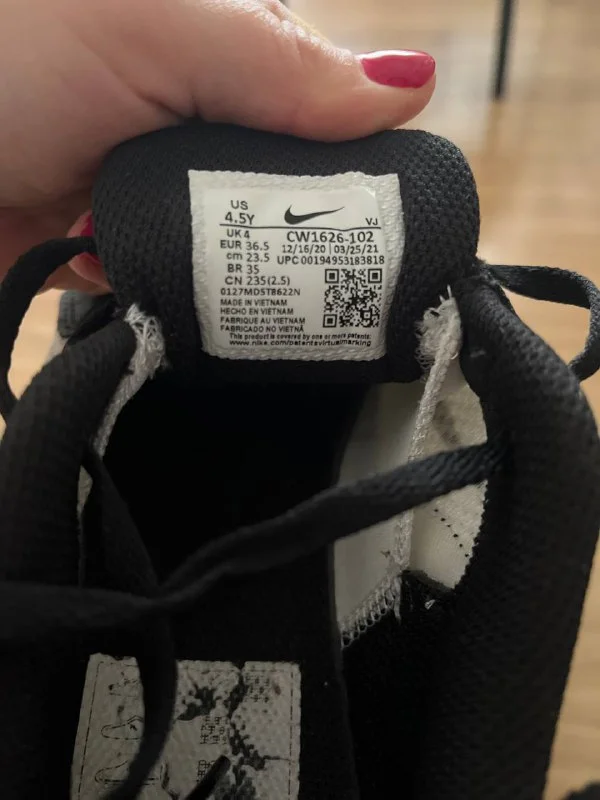 US
4.5Y
VJ
UK 4
CW1626-102
EUR 36.5
12/16/20 | 03/25/21
cm 23.5
UPC 00194953183818
BR 35
CN 235(2.5)
0127MDST8622N
MADE IN VIETNAM
HECHO EN VIETNAM
FABRIQUE AU VIETNAM
FABRICADO NO VIETNÃ
This product is covered by one or more patents:
www.nike.com/patentsvirtualmarking